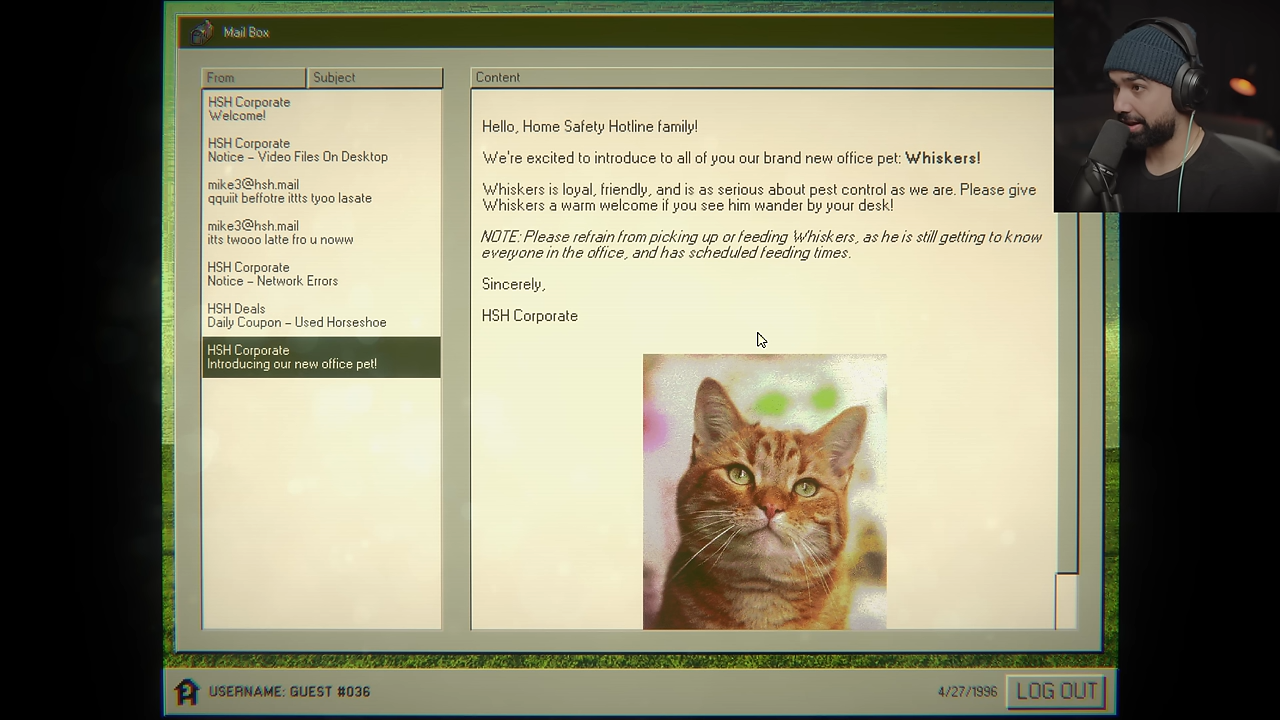 Mail Box
From
Subject
Content
HSH Corporate
Welcome!
HSH Corporate
Notice - Video Files On Desktop
mike3@hsh.mail
qquiit beffotre ittts tyoo lasate
mike3@hsh.mail
itts twooo latte fro u noww
HSH Corporate
Notice - Network Errors
HSH Deals
Daily Coupon - Used Horseshoe
HSH Corporate
Introducing our new office pet!
Hello, Home Safety Hotline family!
We're excited to introduce to all of you our brand new office pet: Whiskers!
Whiskers is loyal, friendly, and is as serious about pest control as we are. Please give
Whiskers a warm welcome if you see him wander by your desk!
NOTE: Please refrain from picking up or feeding Whiskers, as he is still getting to know
everyone in the office, and has scheduled feeding times.
Sincerely,
HSH Corporate
USERNAME: GUEST #036
4/27/1996
LOG OUT